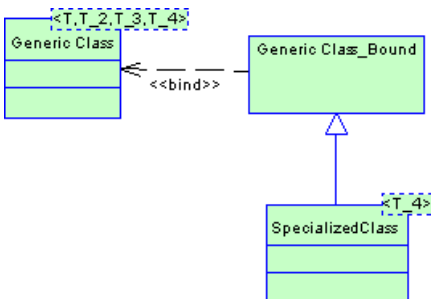 <T,T_2,T_3,T_4>
Generic Class
Generic Class_Bound
<<bind>>
<T_4>
SpecializedClass